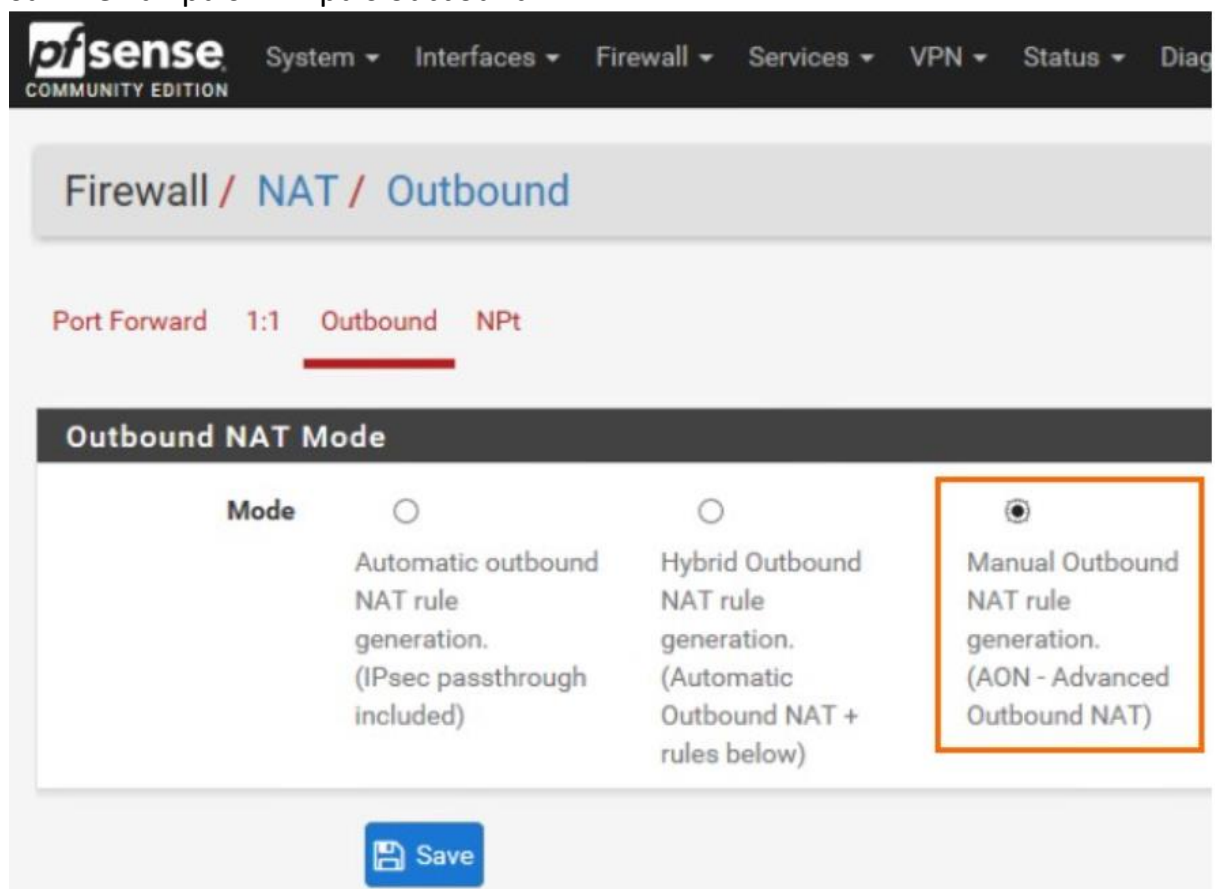 pfsense.
COMMUNITY EDITION
System Interfaces Firewall Services VPN Status Diag
Firewall / NAT / Outbound
Port Forward 1:1 Outbound NPt
Outbound NAT Mode
Mode
Automatic outbound
NAT rule
generation.
(IPsec passthrough
included)
Hybrid Outbound
NAT rule
generation.
(Automatic
Outbound NAT +
rules below)
Manual Outbound
NAT rule
generation.
(AON - Advanced
Outbound NAT)
Save